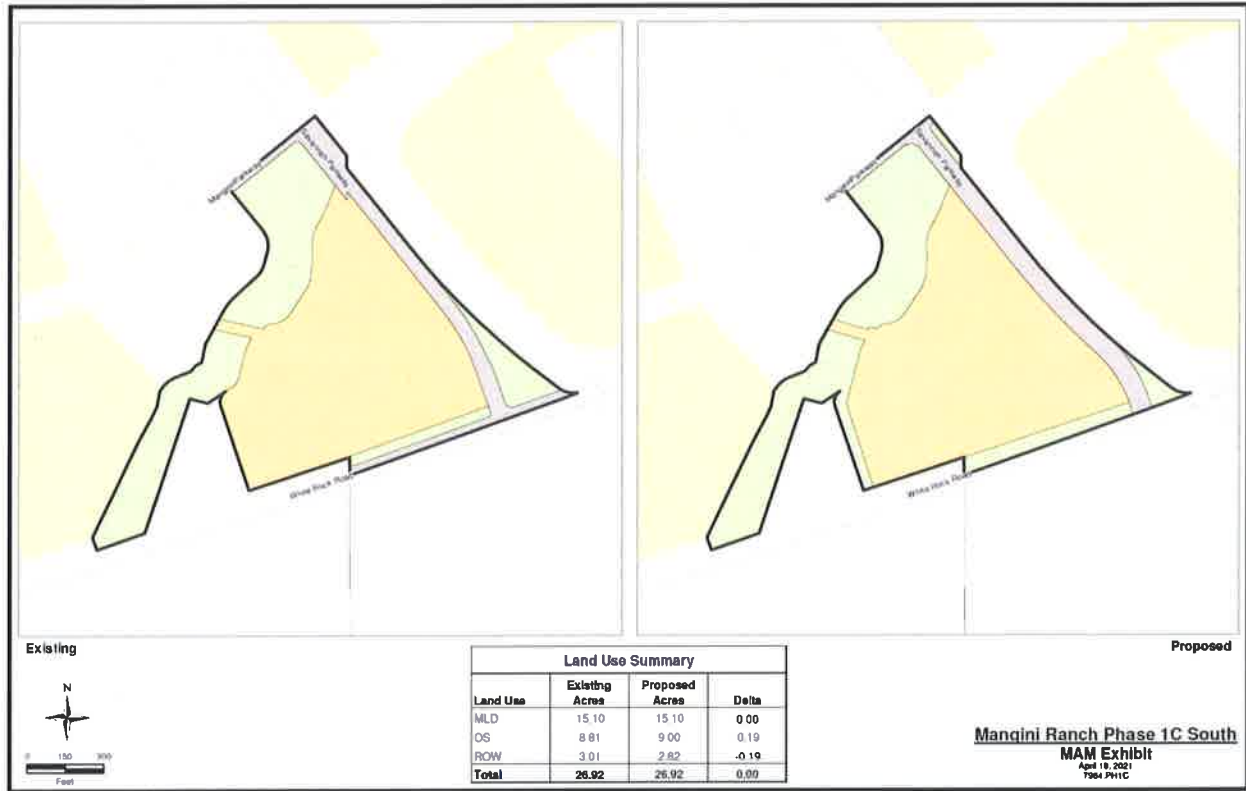 Mangini Parkway
Savannah Parkway
White Rock Road
Mangini Parkway
Savannah Parkway
White Rock Road
Existing
Proposed
N
0 150 300
Feet
Land Use Summary
Land Use Existing Acres Proposed Acres Delta
MLD 15.10 15.10 0.00
OS 8.81 9.00 0.19
ROW 3.01 2.82 -0.19
Total 26.92 26.92 0.00
Mangini Ranch Phase 1C South
MAM Exhibit
April 18, 2021
7964.PH1C